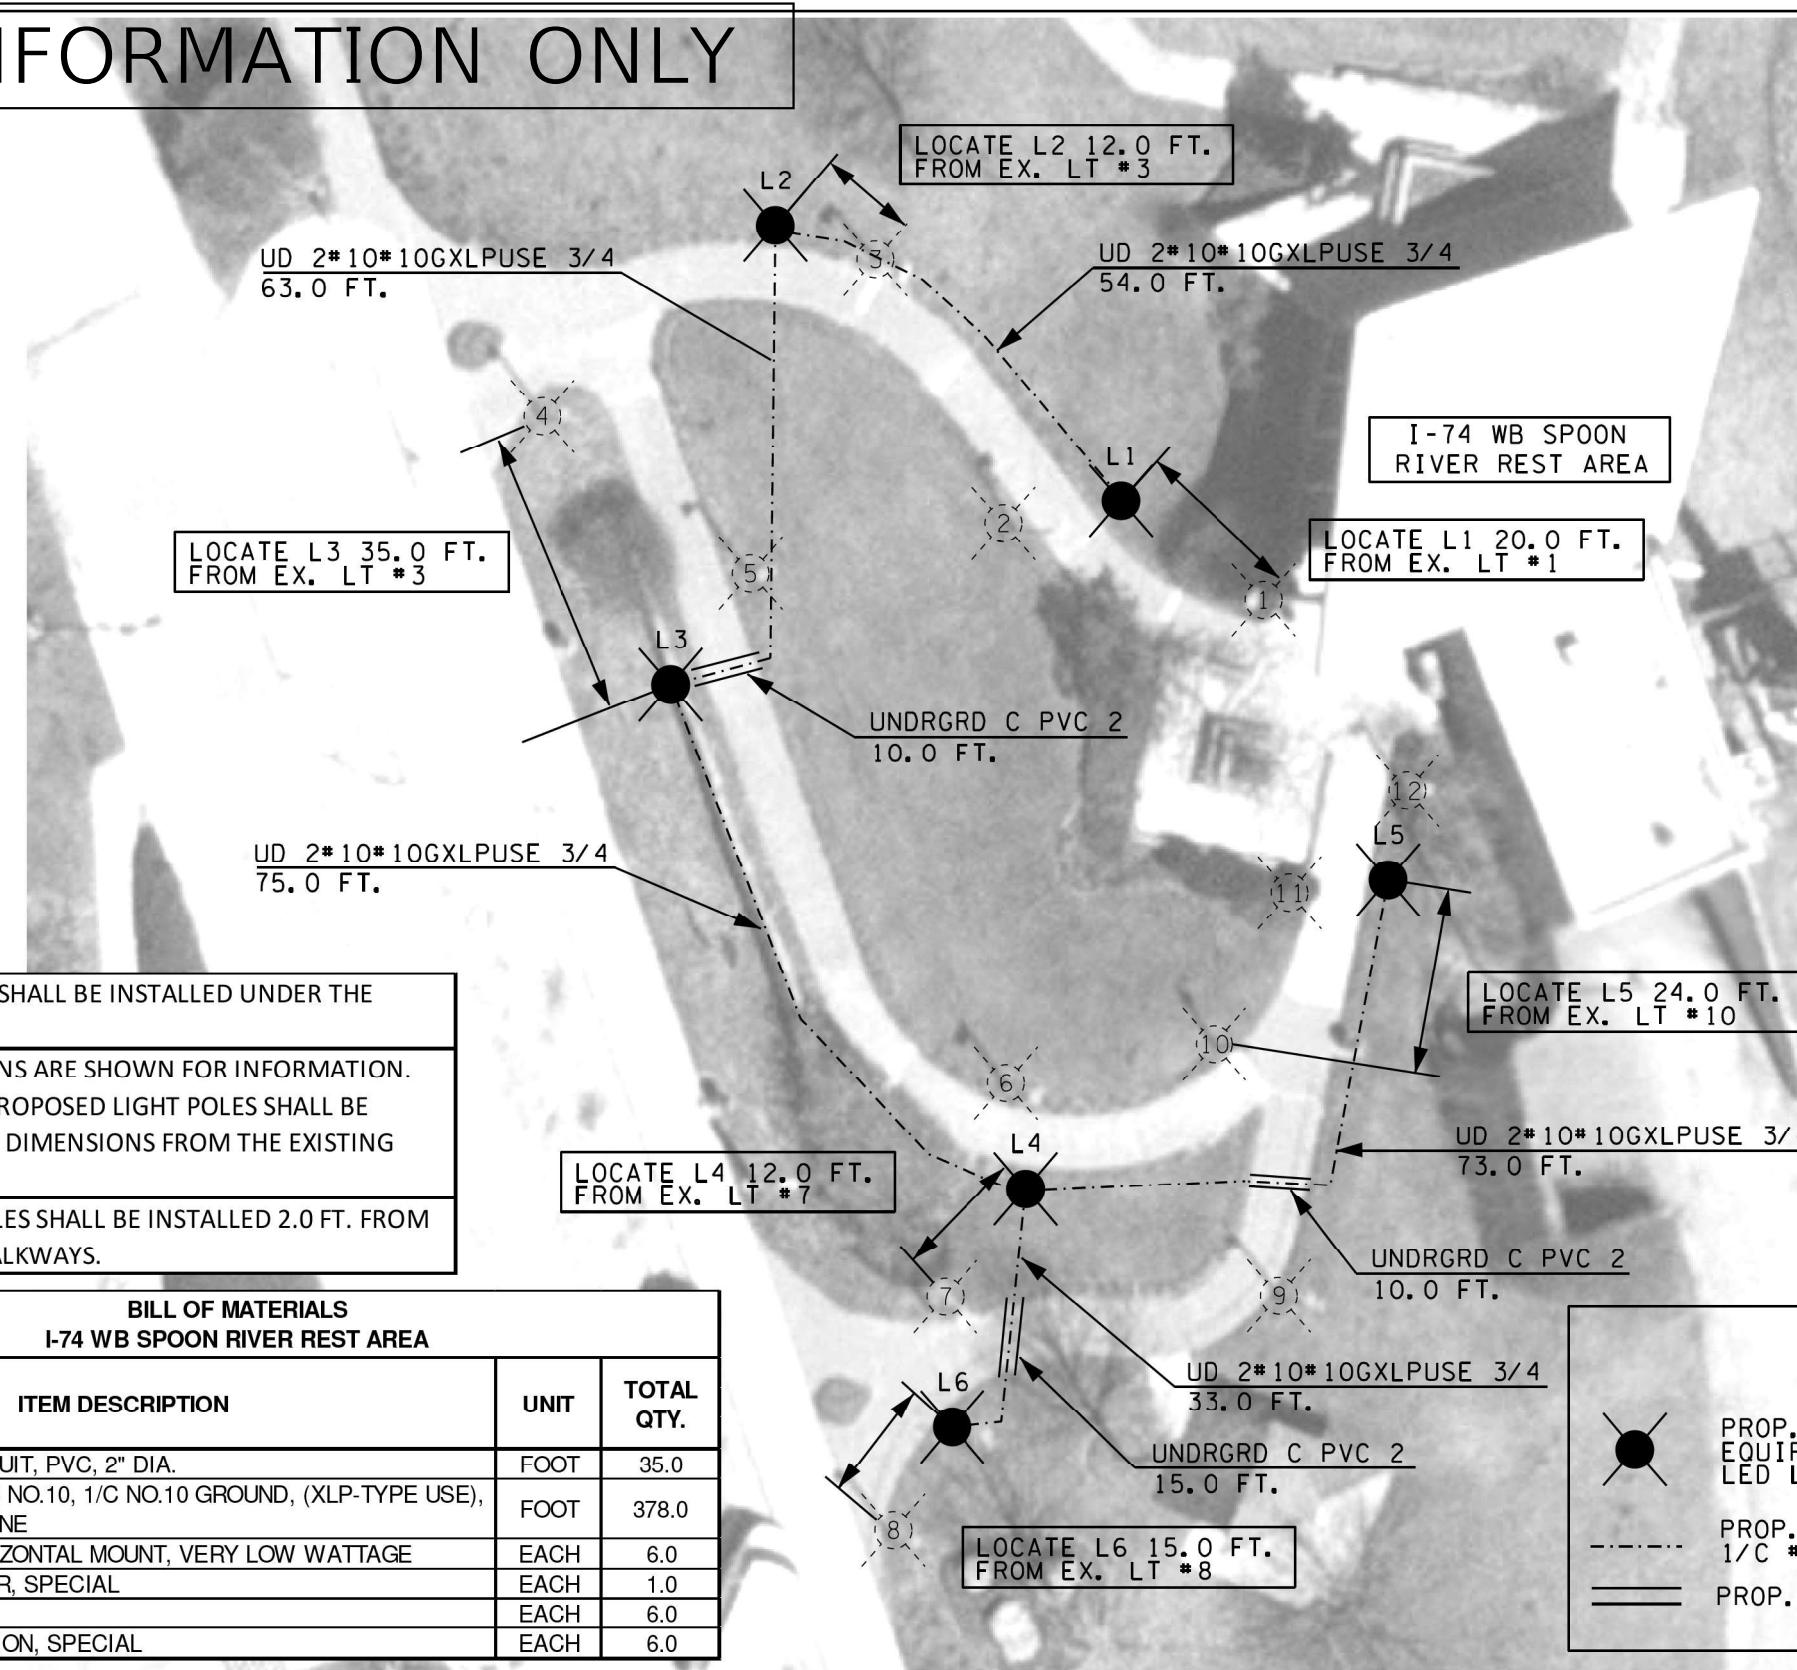 NFORMATION ONLY
LOCATE L2 12.0 FT.
FROM EX. LT #3
L2
3
UD 2#10#10GXLPUSE 3/4
63.0 FT.
UD 2#10#10GXLPUSE 3/4
54.0 FT.
4
L1
2
I-74 WB SPOON
RIVER REST AREA
LOCATE L3 35.0 FT.
FROM EX. LT #3
5
LOCATE L1 20.0 FT.
FROM EX. LT #1
1
L3
UNDRGRD C PVC 2
10.0 FT.
12
L5
UD 2#10#10GXLPUSE 3/4
75.0 FT.
11
SHALL BE INSTALLED UNDER THE
NS ARE SHOWN FOR INFORMATION.
ROPOSED LIGHT POLES SHALL BE
DIMENSIONS FROM THE EXISTING
LES SHALL BE INSTALLED 2.0 FT. FROM
ALKWAYS.
LOCATE L5 24.0 FT.
FROM EX. LT #10
10
6
L4
UD 2#10#10GXLPUSE 3/
73.0 FT.
LOCATE L4 12.0 FT.
FROM EX. LT #7
7
9
UNDRGRD C PVC 2
10.0 FT.
UD 2#10#10GXLPUSE 3/4
33.0 FT.
L6
UNDRGRD C PVC 2
15.0 FT.
8
LOCATE L6 15.0 FT.
FROM EX. LT #8
BILL OF MATERIALS
I-74 WB SPOON RIVER REST AREA
ITEM DESCRIPTION UNIT TOTAL QTY.
UIT, PVC, 2" DIA. FOOT 35.0
NO.10, 1/C NO.10 GROUND, (XLP-TYPE USE), FOOT 378.0
NE
ZONTAL MOUNT, VERY LOW WATTAGE EACH 6.0
R, SPECIAL EACH 1.0
EACH 6.0
ON, SPECIAL EACH 6.0
PROP.
EQUIP
LED L
PROP.
1/C #
PROP.